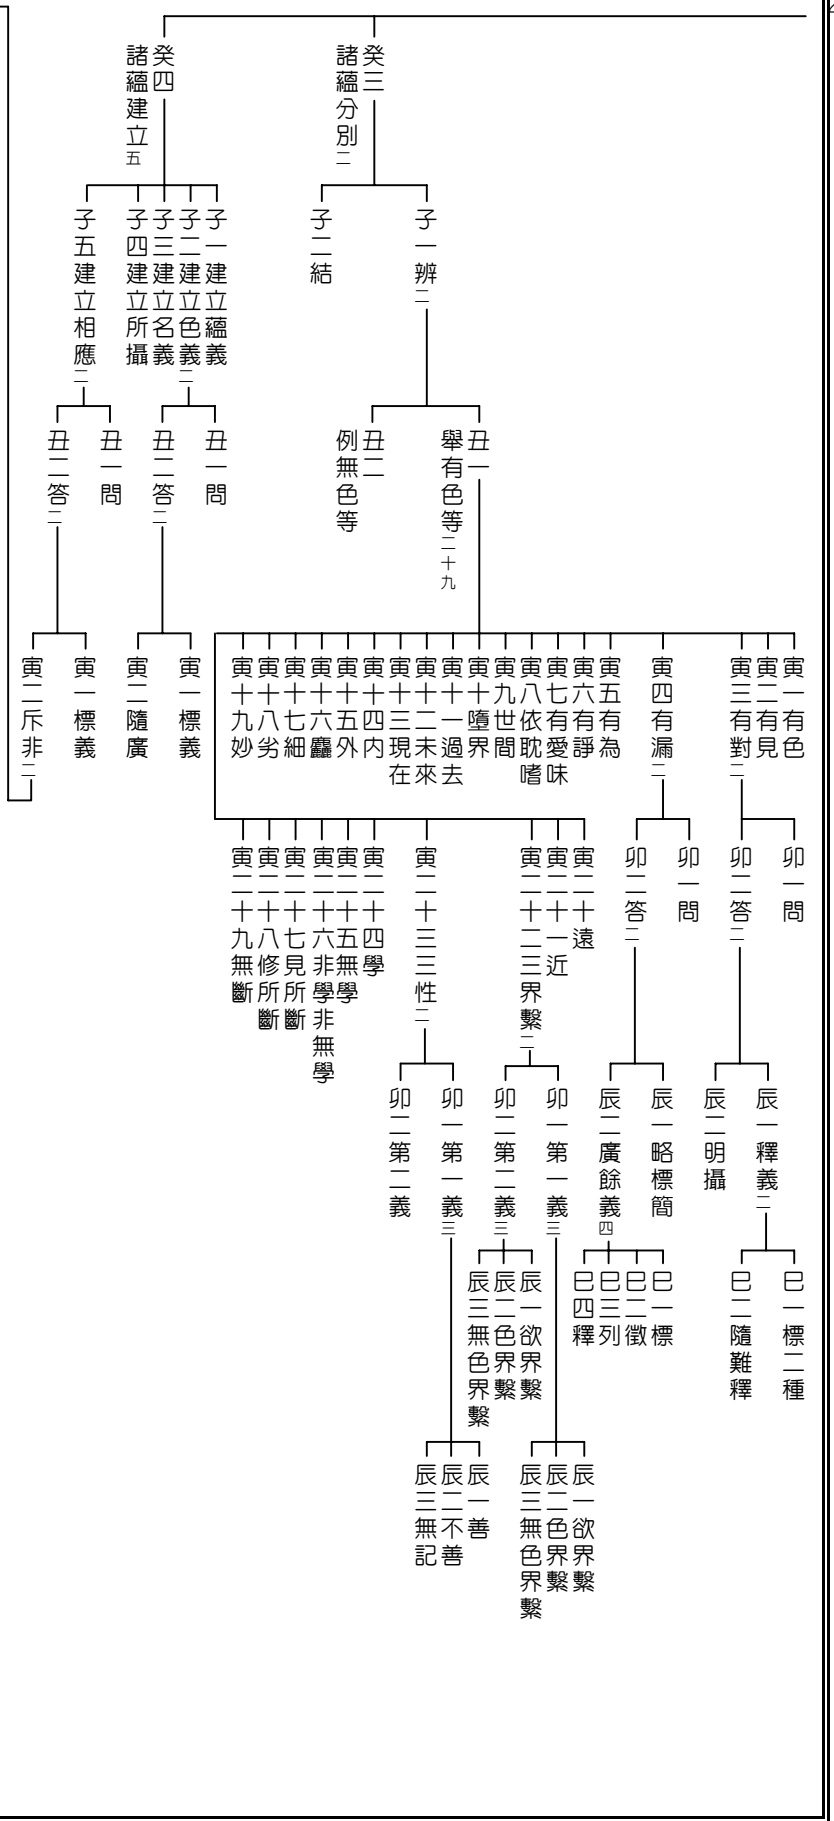 癸三
諸蘊分別二
子一辨二
丑一
舉有色等二十九
寅一有色
寅二有見
寅三有對二
卯一問
卯二答二
辰一釋義二
巳一標二種
巳二隨難釋
辰二明攝
寅四有漏二
卯一問
卯二答二
辰一略標簡
辰二廣餘義四
巳一標
巳二徵
巳三列
巳四釋
寅五有為
寅六有諍
寅七有愛味
寅八依耽嗜
寅九世間
寅十墮界
寅十一過去
寅十二未來
寅十三現在
寅十四內
寅十五外
寅十六麤
寅十七細
寅十八劣
寅十九妙
寅二十遠
寅二十一近
寅二十二三界繫二
卯一第一義三
辰一欲界繫
辰二色界繫
辰三無色界繫
卯二第二義三
辰一欲界繫
辰二色界繫
辰三無色界繫
寅二十三三性二
卯一第一義三
辰一善
辰二不善
辰三無記
卯二第二義
寅二十四學
寅二十五無學
寅二十六非學非無學
寅二十七見所斷
寅二十八修所斷
寅二十九無斷
丑二
例無色等
子二結
癸四
諸蘊建立五
子一建立蘊義
子二建立色義二
丑一問
丑二答二
寅一標義
寅二隨廣
子三建立名義
子四建立所攝
子五建立相應二
丑一問
丑二答二
寅一標義
寅二斥非二